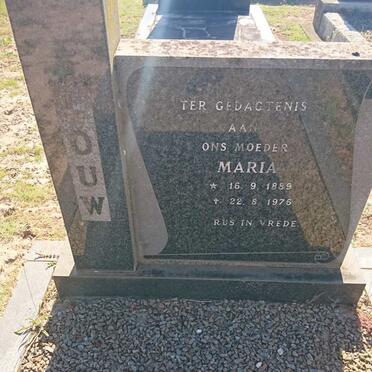 OUW
TER GEDAGTENIS
AAN
ONS MOEDER
MARIA
* 16. 9. 1889
† 22. 8. 1976
RUS IN VREDE